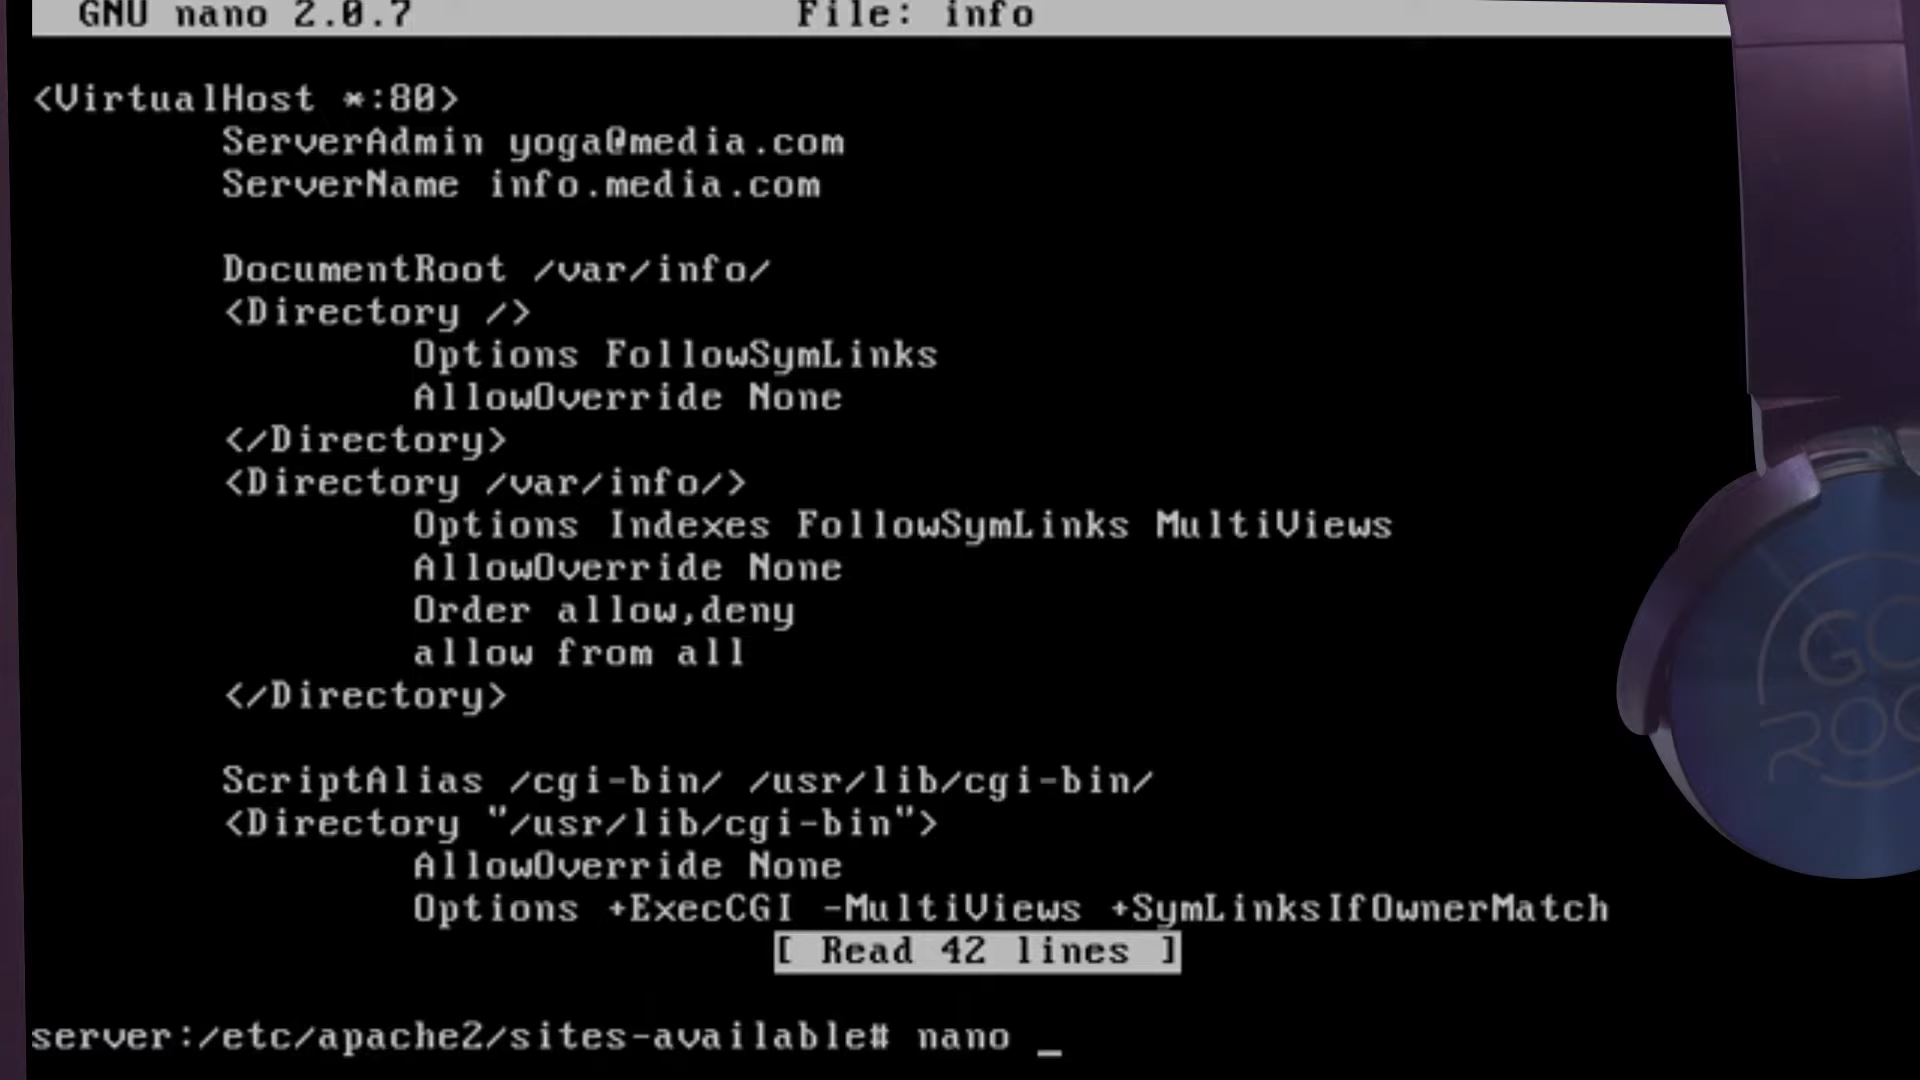 GNU nano 2.0.7 File: info
<VirtualHost *:80>
ServerAdmin yoga@media.com
ServerName info.media.com
DocumentRoot /var/info/
<Directory />
Options FollowSymLinks
AllowOverride None
</Directory>
<Directory /var/info/>
Options Indexes FollowSymLinks MultiViews
AllowOverride None
Order allow,deny
allow from all
</Directory>
ScriptAlias /cgi-bin/ /usr/lib/cgi-bin/
<Directory "/usr/lib/cgi-bin">
AllowOverride None
Options +ExecCGI -MultiViews +SymLinksIfOwnerMatch
[ Read 42 lines ]
server:/etc/apache2/sites-available# nano _